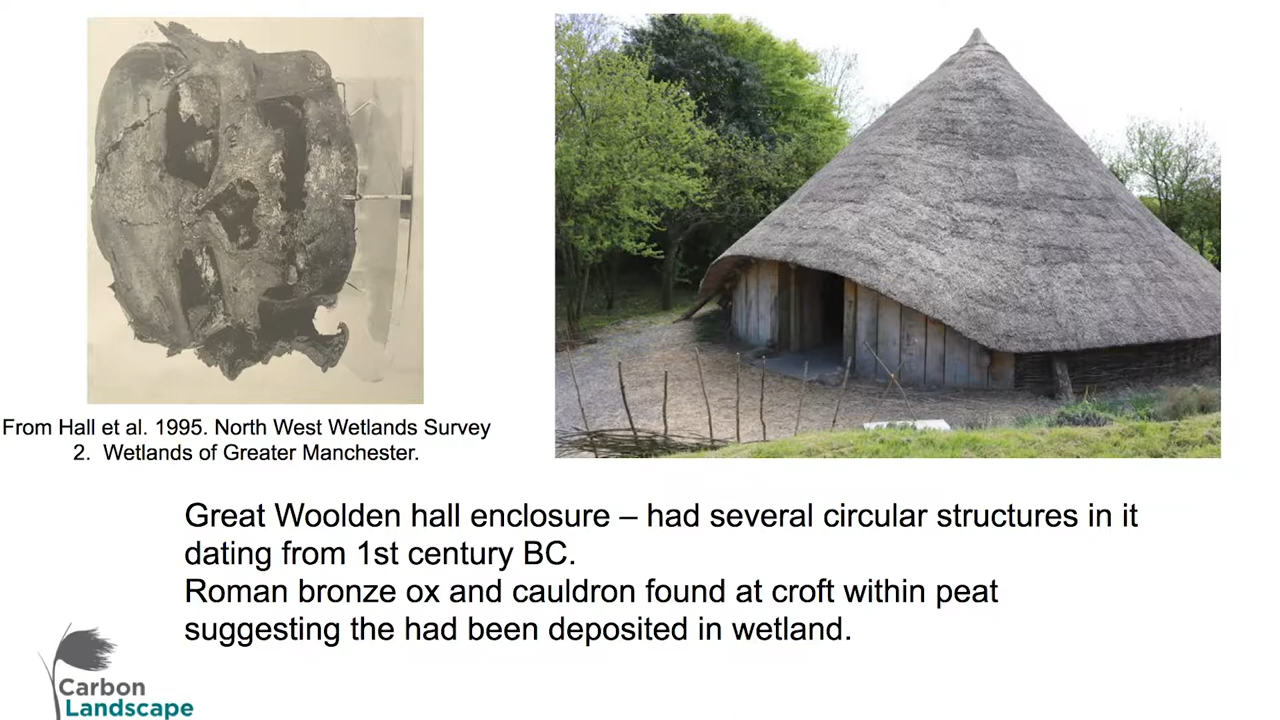 From Hall et al. 1995. North West Wetlands Survey
2. Wetlands of Greater Manchester.
Great Woolden hall enclosure – had several circular structures in it
dating from 1st century BC.
Roman bronze ox and cauldron found at croft within peat
suggesting the had been deposited in wetland.
Carbon
Landscape